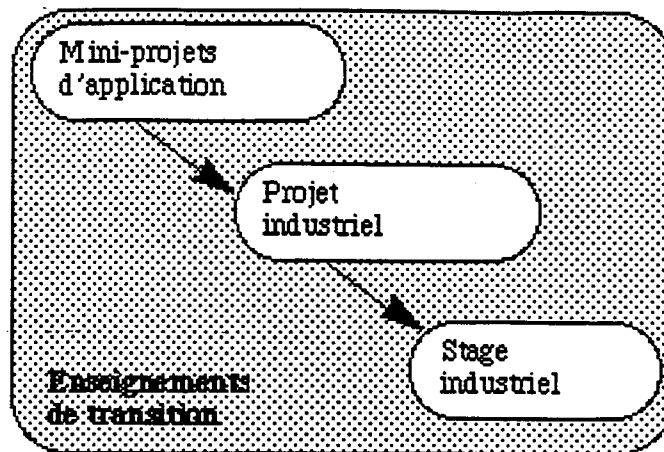 Mini-projets
d'application
Projet
industriel
Stage
industriel
Enseignements
de transition